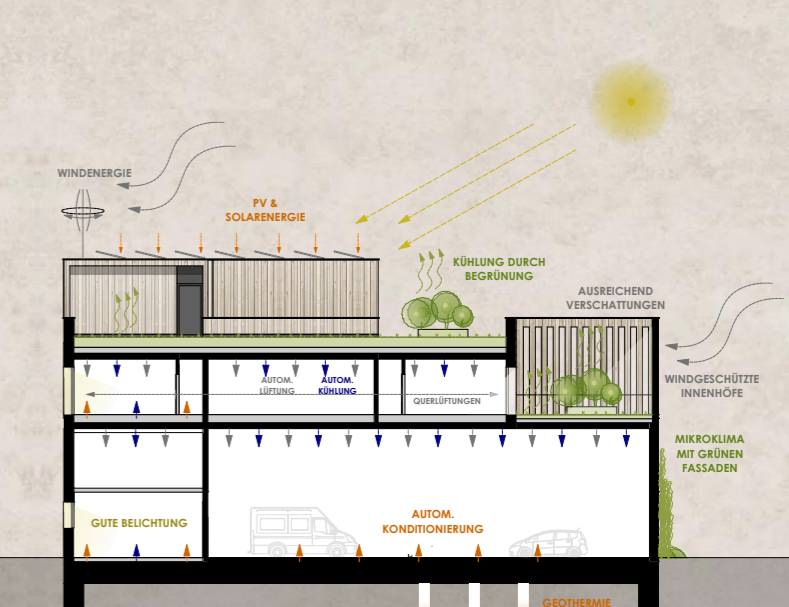 WINDENERGIE
PV &
SOLARENERGIE
KÜHLUNG DURCH
BEGRÜNUNG
AUSREICHEND
VERSCHATTUNGEN
WINDGESCHÜTZTE
INNENHÖFE
AUTOM.
LÜFTUNG
AUTOM.
KÜHLUNG
QUERLÜFTUNGEN
MIKROKLIMA
MIT GRÜNEN
FASSADEN
GUTE BELICHTUNG
AUTOM.
KONDITIONIERUNG
GEOTHERMIE